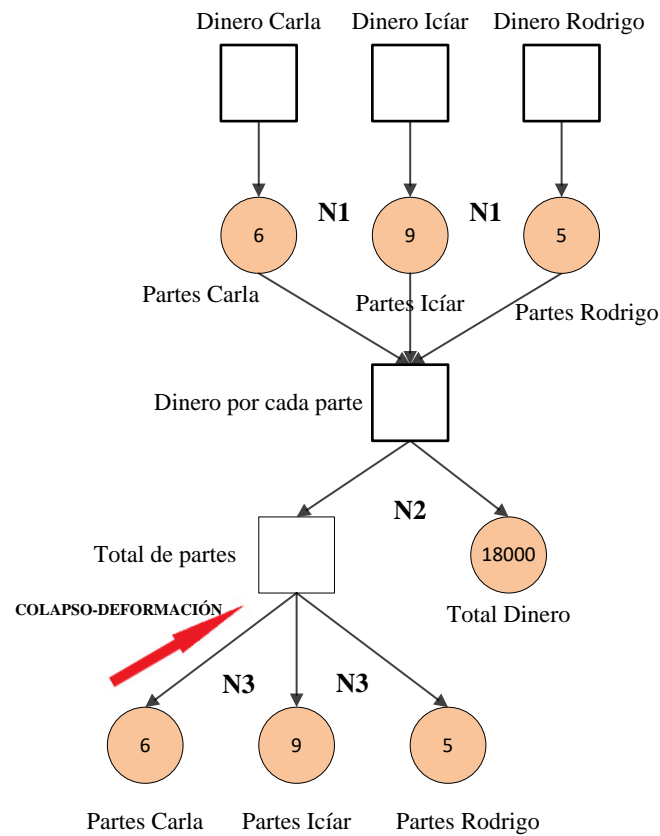 Dinero Carla Dinero Icíar Dinero Rodrigo
N1 N1
6 9 5
Partes Carla Partes Icíar Partes Rodrigo
Dinero por cada parte
N2
Total de partes 18000
Total Dinero
COLAPSO-DEFORMACIÓN
N3 N3
6 9 5
Partes Carla Partes Icíar Partes Rodrigo